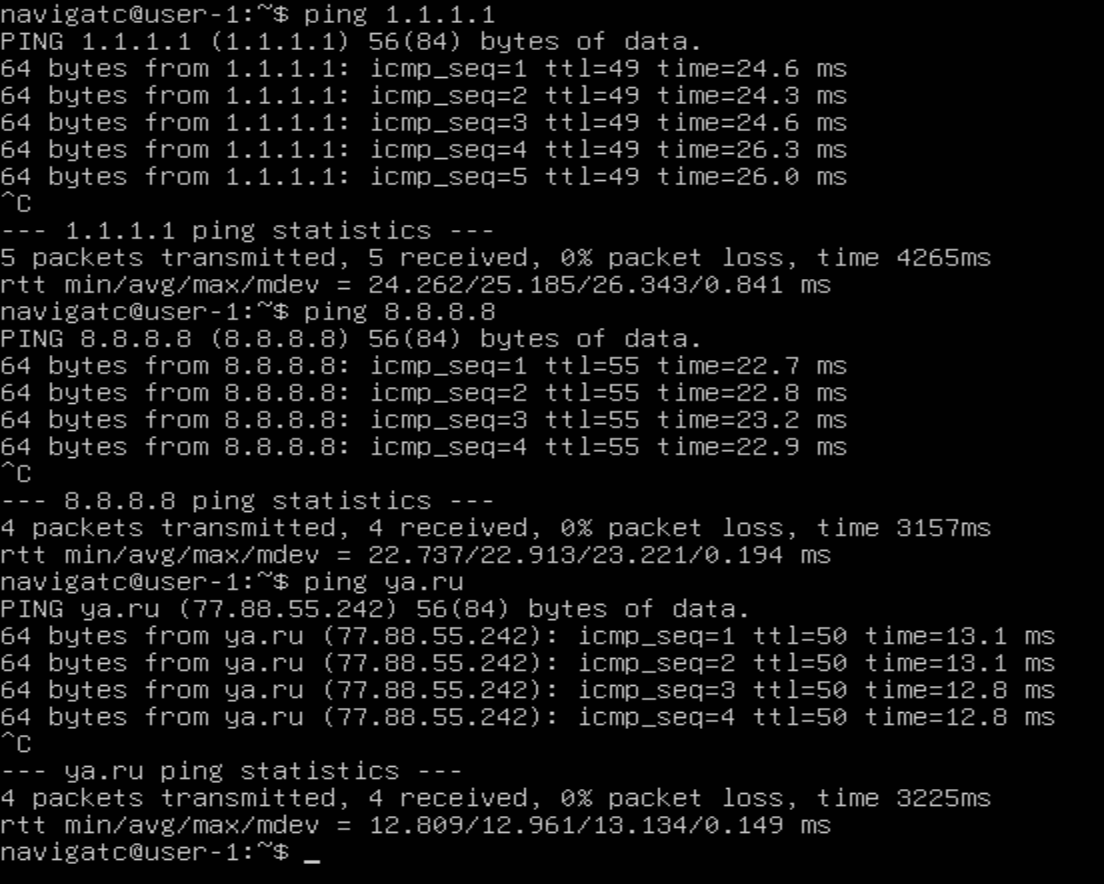 navigatc@user-1:~$ ping 1.1.1.1
PING 1.1.1.1 (1.1.1.1) 56(84) bytes of data.
64 bytes from 1.1.1.1: icmp_seq=1 ttl=49 time=24.6 ms
64 bytes from 1.1.1.1: icmp_seq=2 ttl=49 time=24.3 ms
64 bytes from 1.1.1.1: icmp_seq=3 ttl=49 time=24.6 ms
64 bytes from 1.1.1.1: icmp_seq=4 ttl=49 time=26.3 ms
64 bytes from 1.1.1.1: icmp_seq=5 ttl=49 time=26.0 ms
^C
--- 1.1.1.1 ping statistics ---
5 packets transmitted, 5 received, 0% packet loss, time 4265ms
rtt min/avg/max/mdev = 24.262/25.185/26.343/0.841 ms
navigatc@user-1:~$ ping 8.8.8.8
PING 8.8.8.8 (8.8.8.8) 56(84) bytes of data.
64 bytes from 8.8.8.8: icmp_seq=1 ttl=55 time=22.7 ms
64 bytes from 8.8.8.8: icmp_seq=2 ttl=55 time=22.8 ms
64 bytes from 8.8.8.8: icmp_seq=3 ttl=55 time=23.2 ms
64 bytes from 8.8.8.8: icmp_seq=4 ttl=55 time=22.9 ms
^C
--- 8.8.8.8 ping statistics ---
4 packets transmitted, 4 received, 0% packet loss, time 3157ms
rtt min/avg/max/mdev = 22.737/22.913/23.221/0.194 ms
navigatc@user-1:~$ ping ya.ru
PING ya.ru (77.88.55.242) 56(84) bytes of data.
64 bytes from ya.ru (77.88.55.242): icmp_seq=1 ttl=50 time=13.1 ms
64 bytes from ya.ru (77.88.55.242): icmp_seq=2 ttl=50 time=13.1 ms
64 bytes from ya.ru (77.88.55.242): icmp_seq=3 ttl=50 time=12.8 ms
64 bytes from ya.ru (77.88.55.242): icmp_seq=4 ttl=50 time=12.8 ms
^C
--- ya.ru ping statistics ---
4 packets transmitted, 4 received, 0% packet loss, time 3225ms
rtt min/avg/max/mdev = 12.809/12.961/13.134/0.149 ms
navigatc@user-1:~$ _